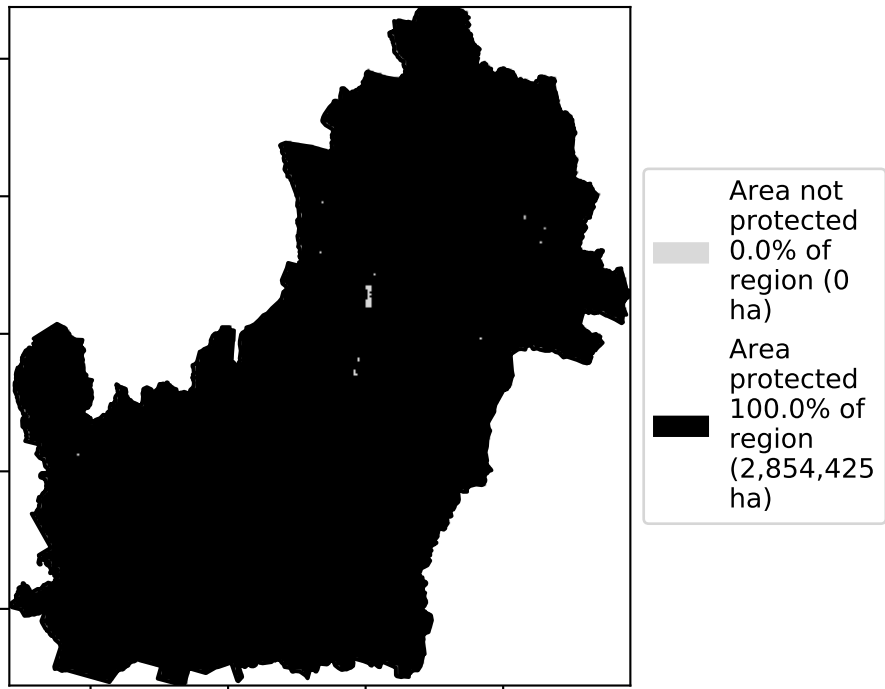 Area not
protected
0.0% of
region (0
ha)
Area
protected
100.0% of
region
(2,854,425
ha)